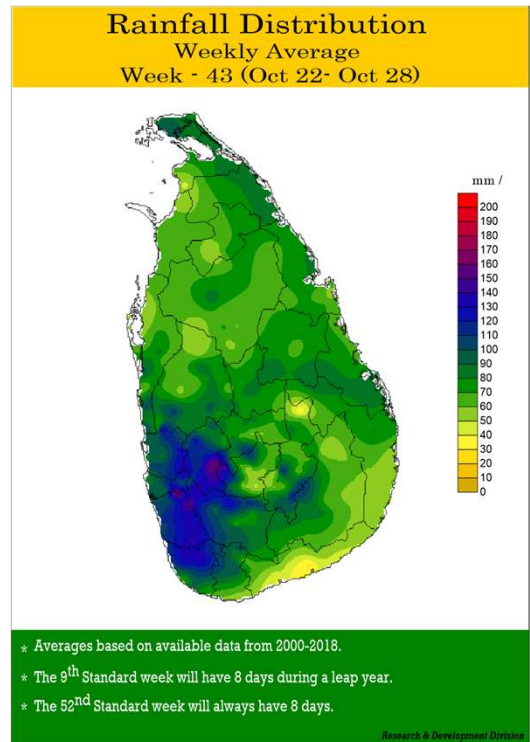 Rainfall Distribution
Weekly Average
Week - 43 (Oct 22- Oct 28)
mm /
200
190
180
170
160
150
140
130
120
110
100
90
80
70
60
50
40
30
20
10
0
* Averages based on available data from 2000-2018.
* The 9th Standard week will have 8 days during a leap year.
* The 52nd Standard week will always have 8 days.
Research & Development Division